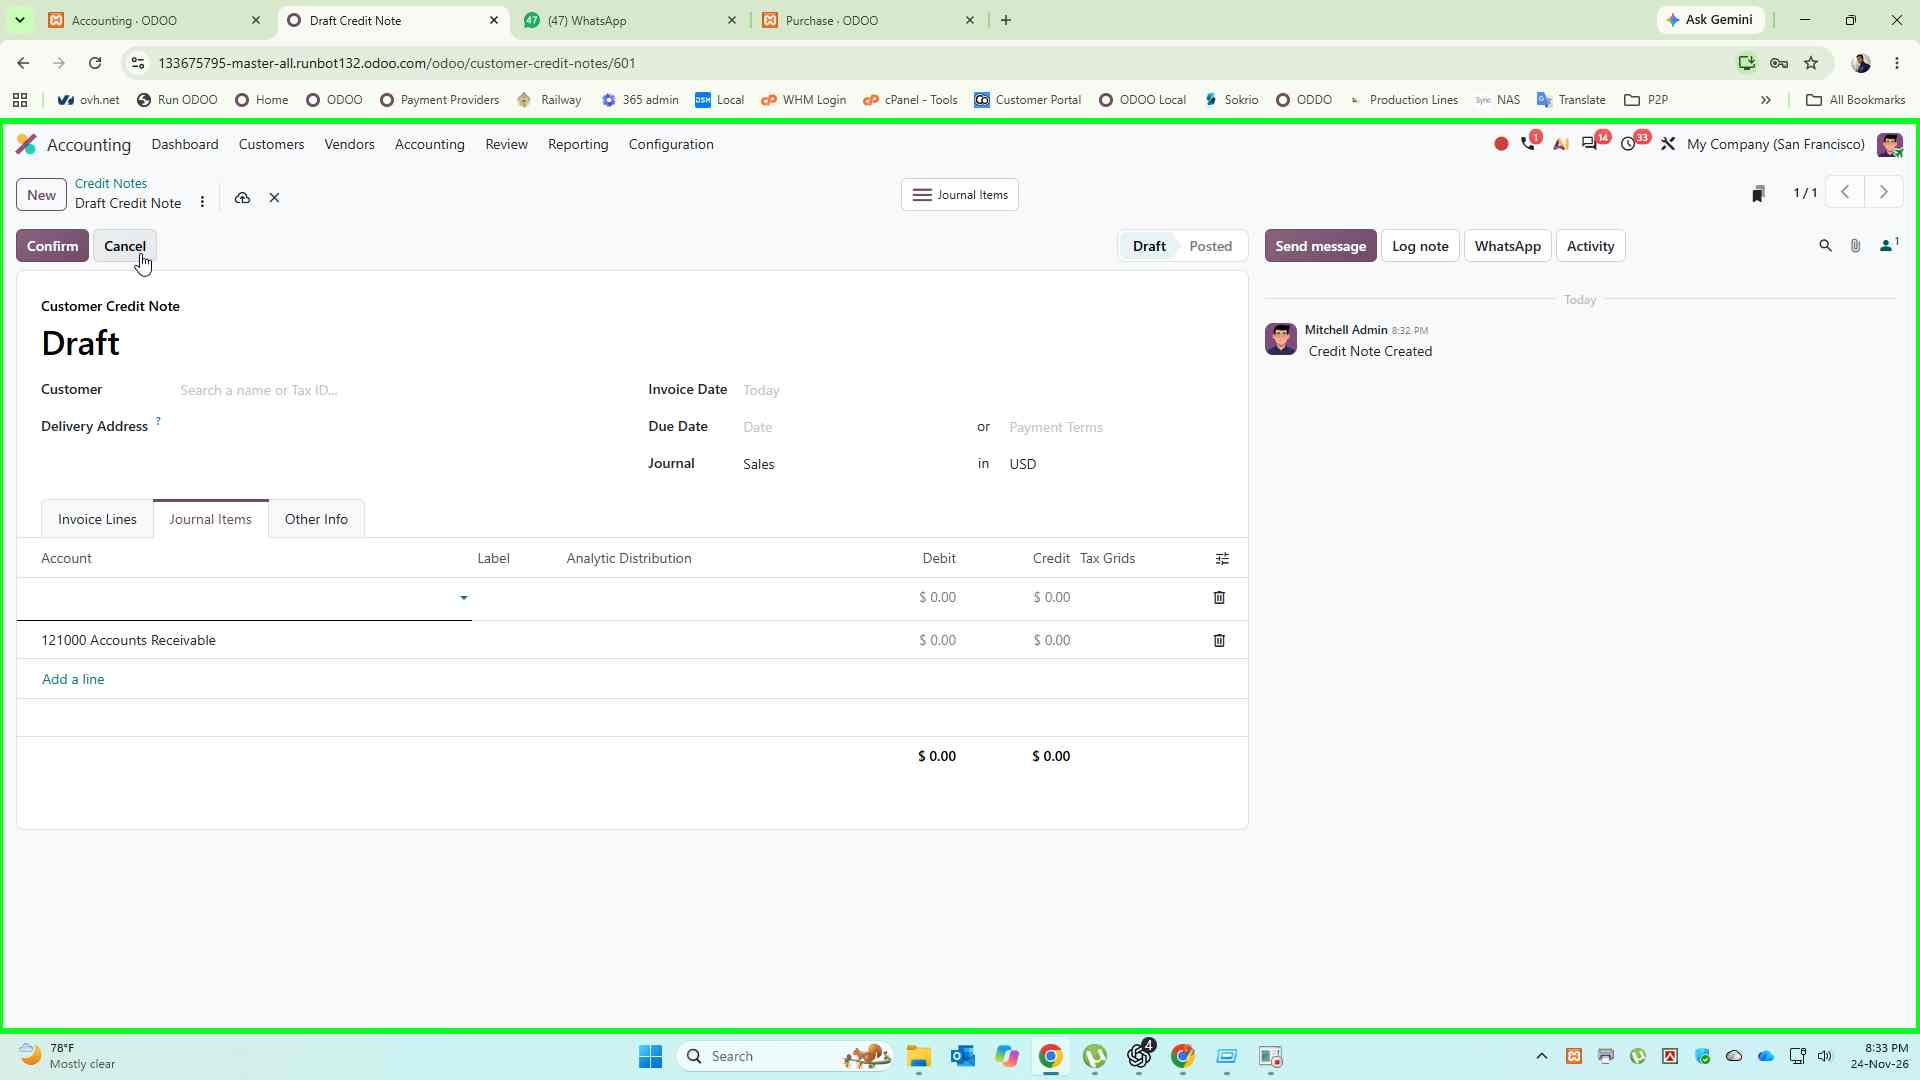 Accounting - ODOO
Draft Credit Note
(47) WhatsApp
Purchase - ODOO
Ask Gemini
133675795-master-all.runbot132.odoo.com/odoo/customer-credit-notes/601
ovh.net
Run ODOO
Home
ODOO
Payment Providers
Railway
365 admin
Local
WHM Login
cPanel - Tools
Customer Portal
ODOO Local
Sokrio
ODDO
Production Lines
NAS
Translate
P2P
All Bookmarks
Accounting
Dashboard
Customers
Vendors
Accounting
Review
Reporting
Configuration
1
14
33
My Company (San Francisco)
New
Credit Notes
Draft Credit Note
Journal Items
1 / 1
Confirm
Cancel
Draft
Posted
Send message
Log note
WhatsApp
Activity
1
Customer Credit Note
Draft
Customer
Search a name or Tax ID...
Delivery Address ?
Invoice Date
Today
Due Date
Date
or
Payment Terms
Journal
Sales
in
USD
Today
Mitchell Admin 8:32 PM
Credit Note Created
Invoice Lines
Journal Items
Other Info
Account
Label
Analytic Distribution
Debit
Credit
Tax Grids
$ 0.00
$ 0.00
121000 Accounts Receivable
$ 0.00
$ 0.00
Add a line
$ 0.00
$ 0.00
78°F
Mostly clear
Search
4
8:33 PM
24-Nov-26